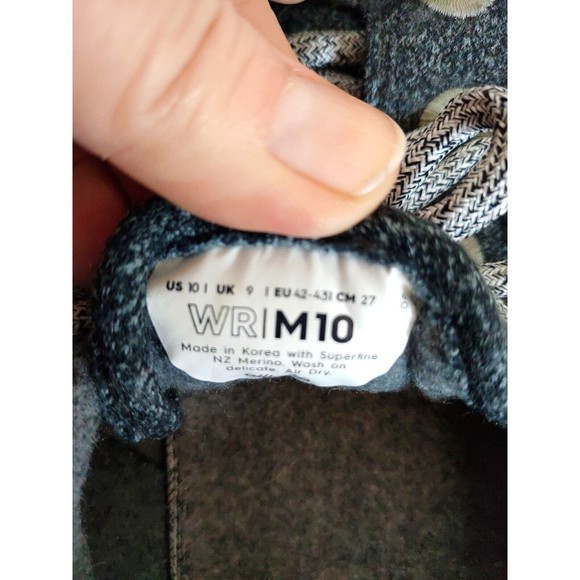 US 10 | UK 9 | EU 42-43 | CM 27
WR|M10
Made in Korea with Superfine
NZ Merino. Wash on
delicate. Air Dry.